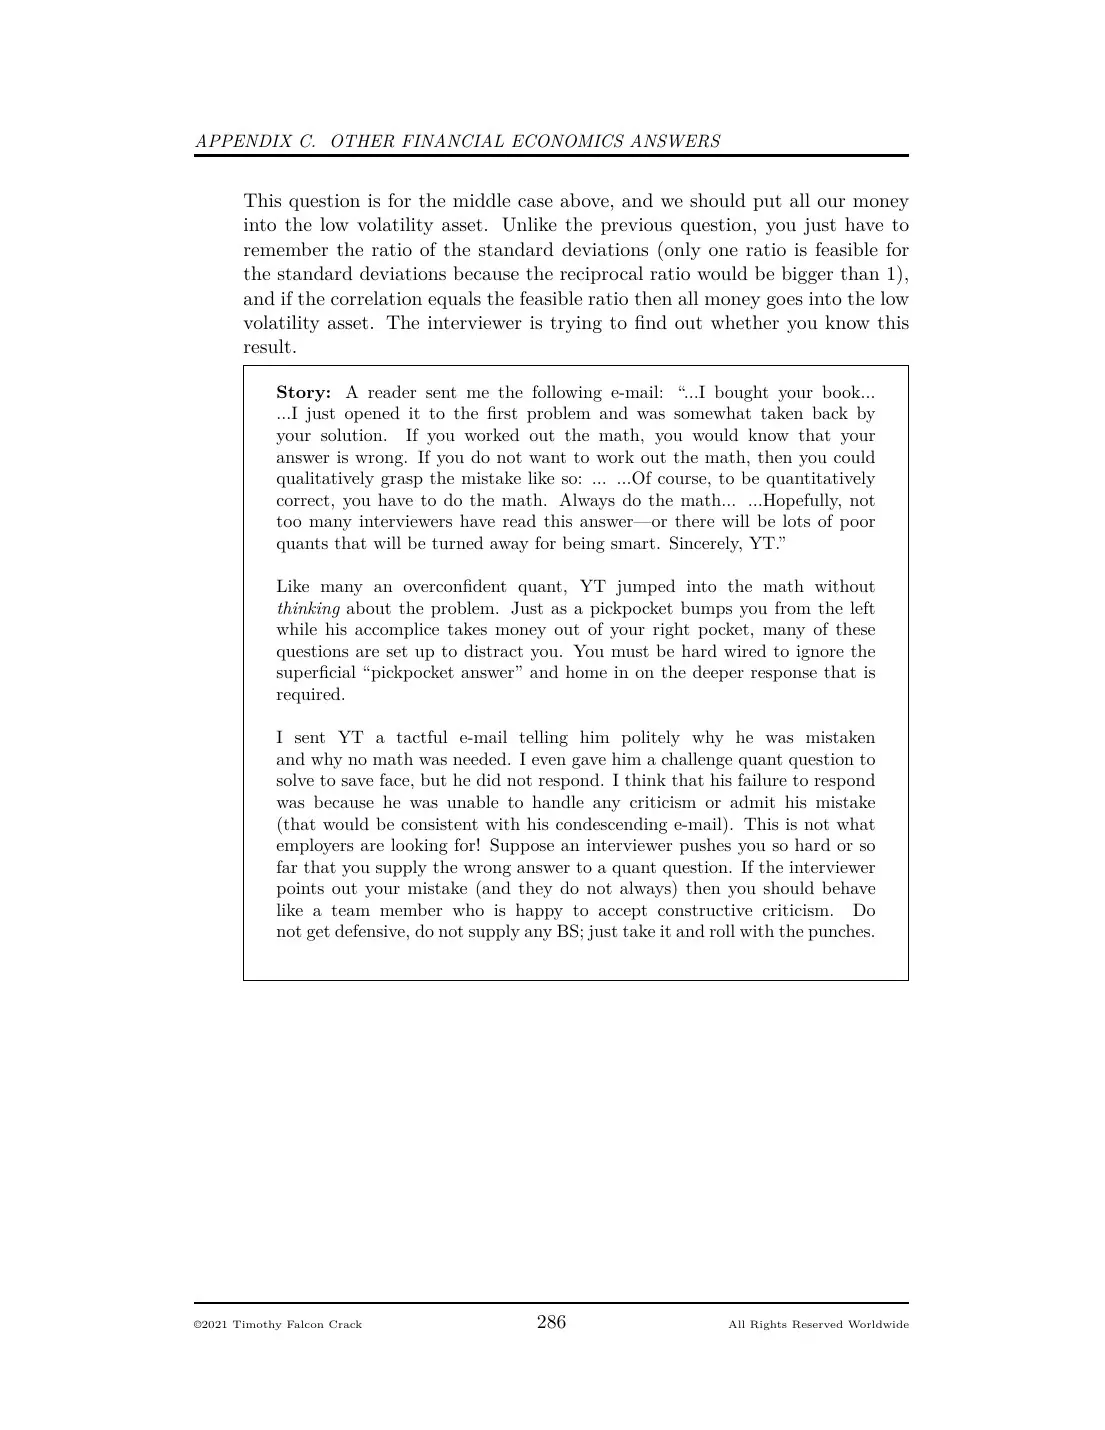 APPENDIX C. OTHER FINANCIAL ECONOMICS ANSWERS
This question is for the middle case above, and we should put all our money
into the low volatility asset. Unlike the previous question, you just have to
remember the ratio of the standard deviations (only one ratio is feasible for
the standard deviations because the reciprocal ratio would be bigger than 1),
and if the correlation equals the feasible ratio then all money goes into the low
volatility asset. The interviewer is trying to find out whether you know this
result.
Story: A reader sent me the following e-mail: “...I bought your book...
...I just opened it to the first problem and was somewhat taken back by
your solution. If you worked out the math, you would know that your
answer is wrong. If you do not want to work out the math, then you could
qualitatively grasp the mistake like so: ... ...Of course, to be quantitatively
correct, you have to do the math. Always do the math... ...Hopefully, not
too many interviewers have read this answer—or there will be lots of poor
quants that will be turned away for being smart. Sincerely, YT.”
Like many an overconfident quant, YT jumped into the math without
thinking about the problem. Just as a pickpocket bumps you from the left
while his accomplice takes money out of your right pocket, many of these
questions are set up to distract you. You must be hard wired to ignore the
superficial “pickpocket answer” and home in on the deeper response that is
required.
I sent YT a tactful e-mail telling him politely why he was mistaken
and why no math was needed. I even gave him a challenge quant question to
solve to save face, but he did not respond. I think that his failure to respond
was because he was unable to handle any criticism or admit his mistake
(that would be consistent with his condescending e-mail). This is not what
employers are looking for! Suppose an interviewer pushes you so hard or so
far that you supply the wrong answer to a quant question. If the interviewer
points out your mistake (and they do not always) then you should behave
like a team member who is happy to accept constructive criticism. Do
not get defensive, do not supply any BS; just take it and roll with the punches.
©2021 Timothy Falcon Crack
286
All Rights Reserved Worldwide